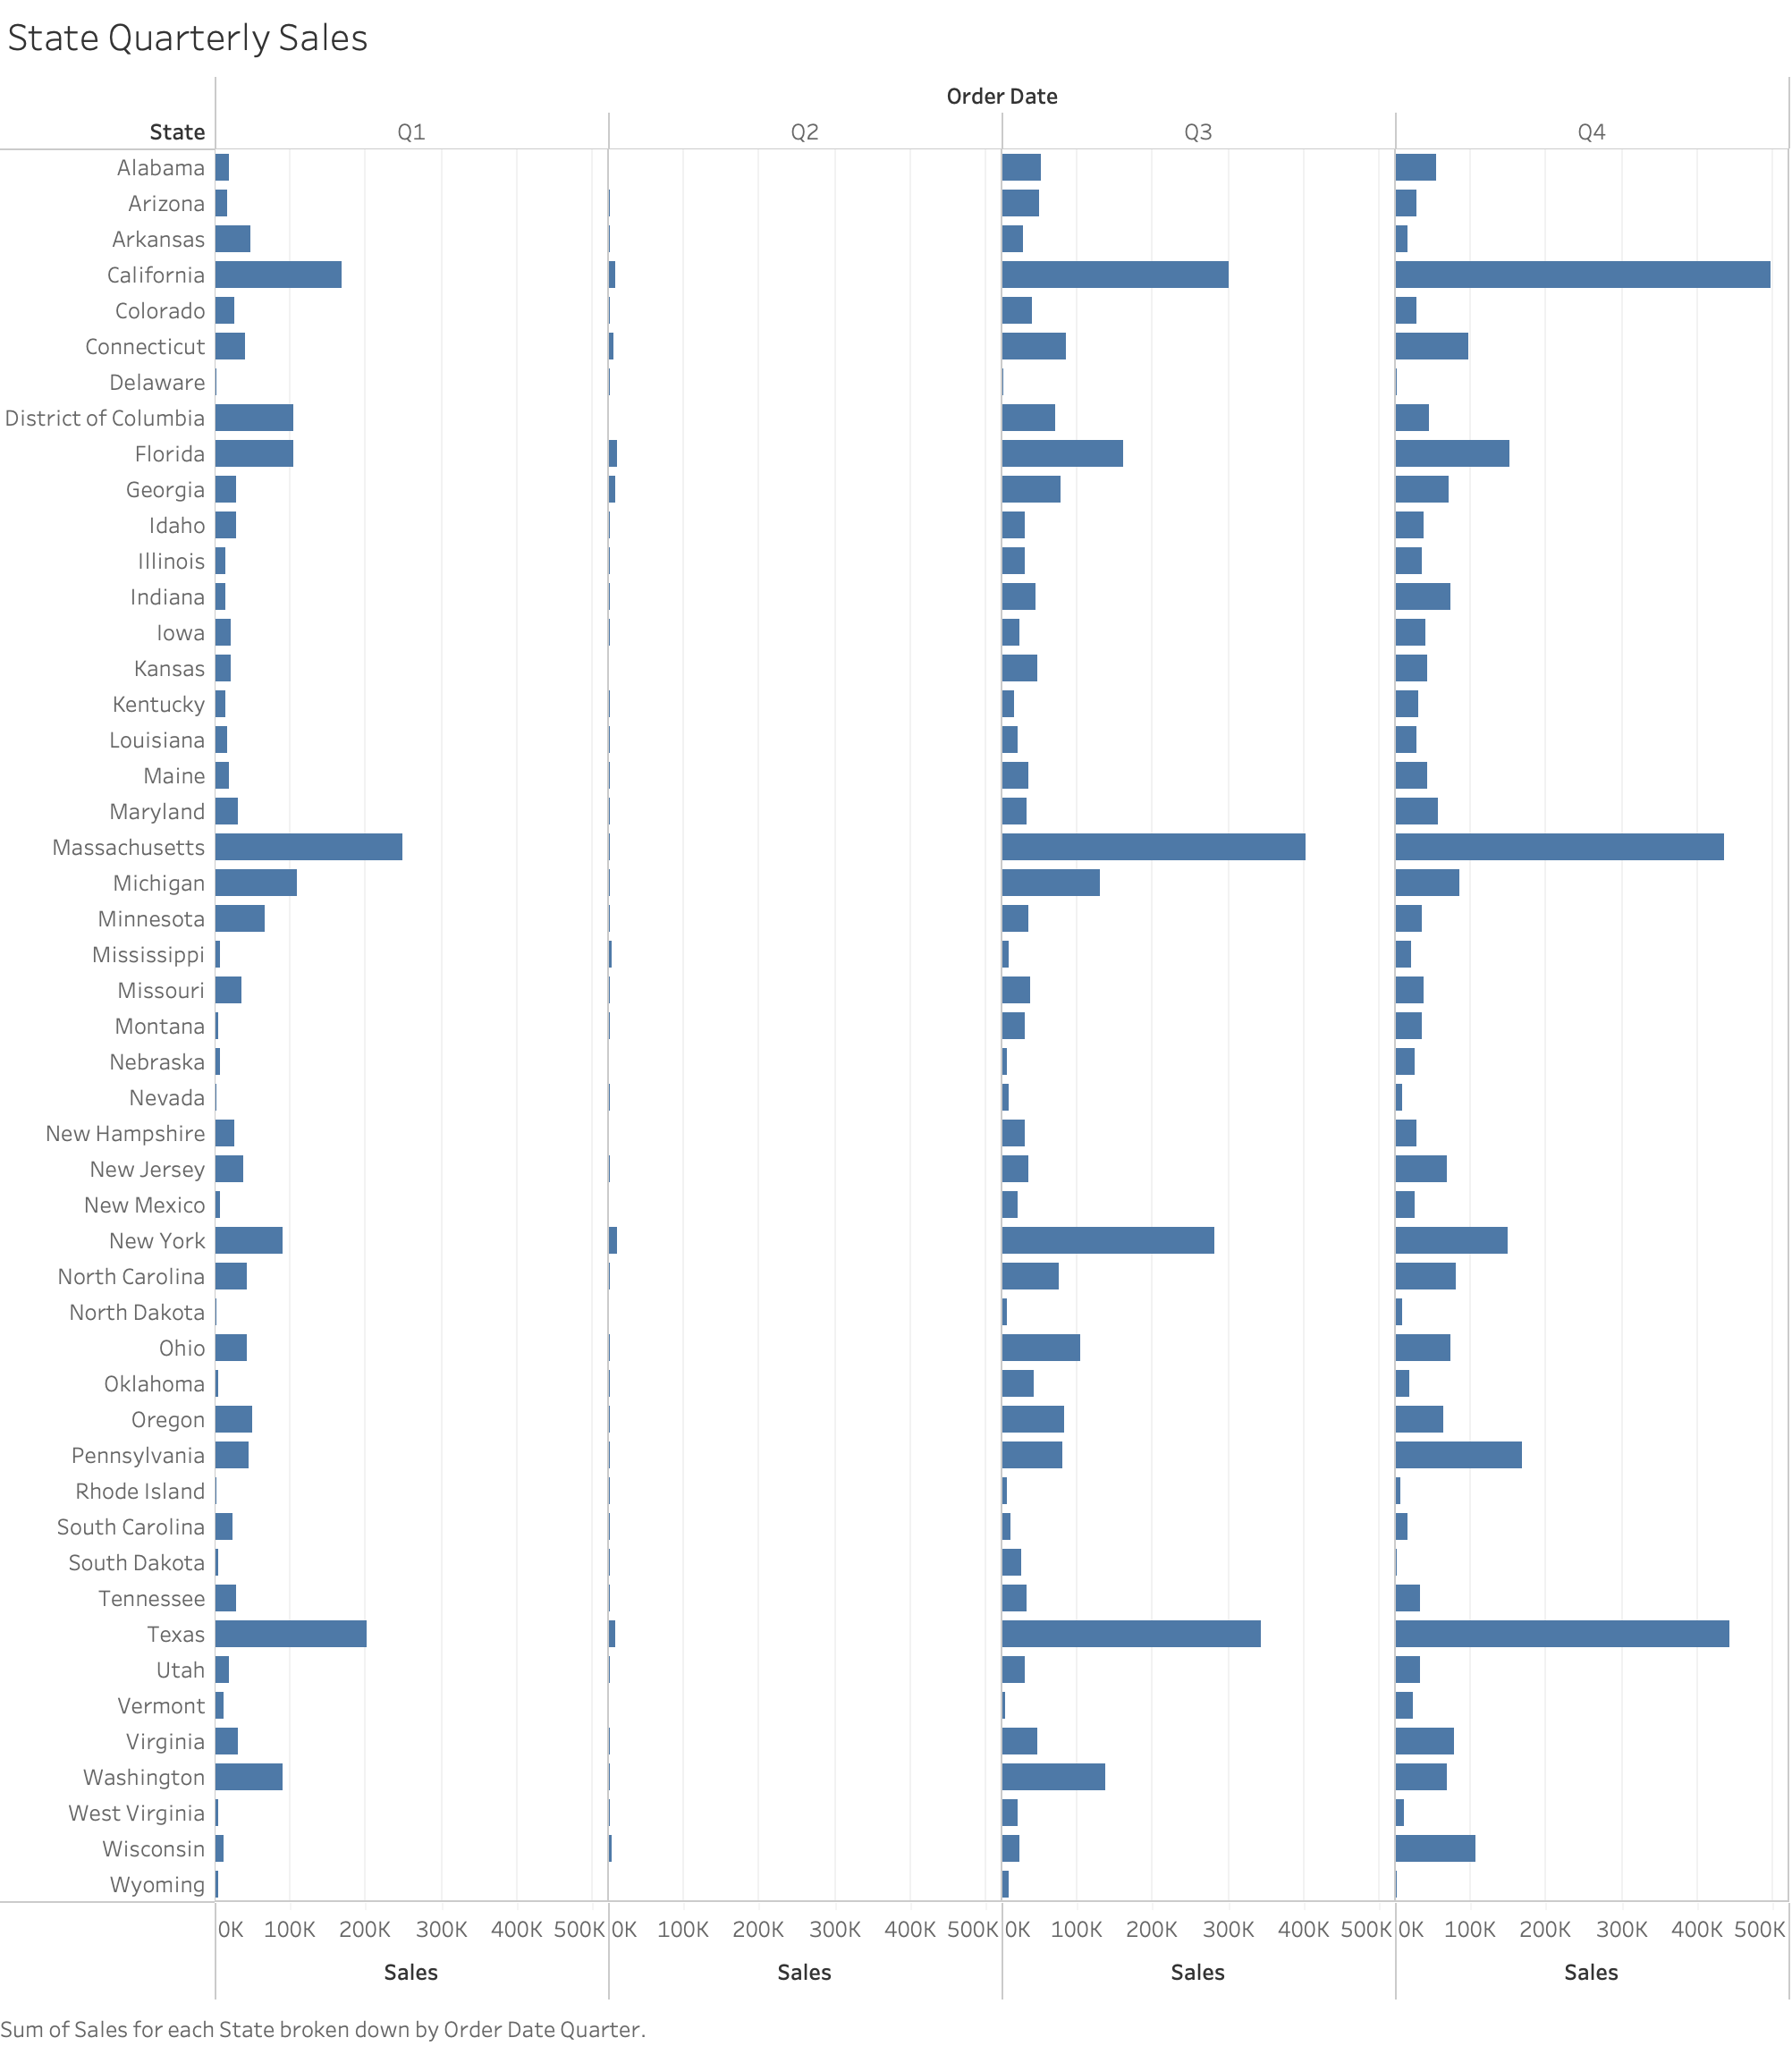 State Quarterly Sales
Order Date
State Q1 Q2 Q3 Q4
Alabama
Arizona
Arkansas
California
Colorado
Connecticut
Delaware
District of Columbia
Florida
Georgia
Idaho
Illinois
Indiana
Iowa
Kansas
Kentucky
Louisiana
Maine
Maryland
Massachusetts
Michigan
Minnesota
Mississippi
Missouri
Montana
Nebraska
Nevada
New Hampshire
New Jersey
New Mexico
New York
North Carolina
North Dakota
Ohio
Oklahoma
Oregon
Pennsylvania
Rhode Island
South Carolina
South Dakota
Tennessee
Texas
Utah
Vermont
Virginia
Washington
West Virginia
Wisconsin
Wyoming
0K 100K 200K 300K 400K 500K 0K 100K 200K 300K 400K 500K 0K 100K 200K 300K 400K 500K 0K 100K 200K 300K 400K 500K
Sales Sales Sales Sales
Sum of Sales for each State broken down by Order Date Quarter.